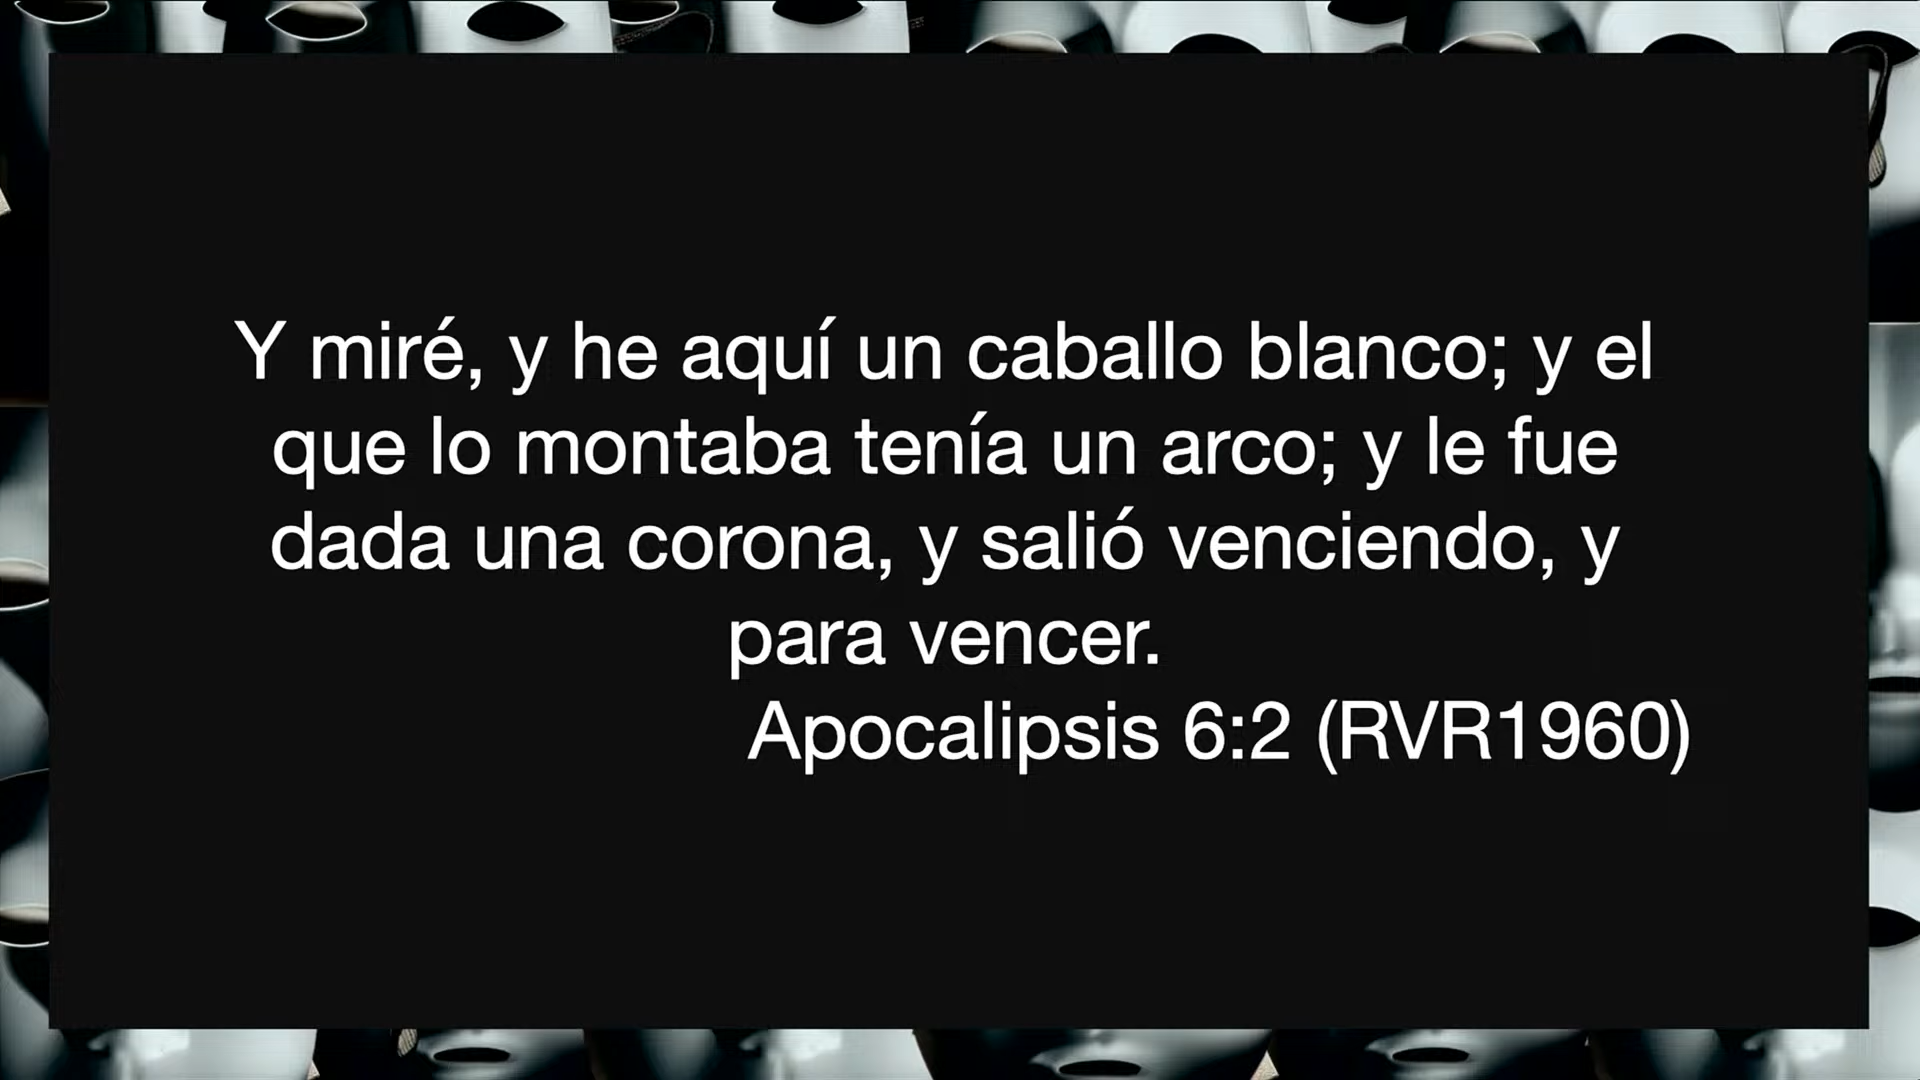 Y miré, y he aquí un caballo blanco; y el
que lo montaba tenía un arco; y le fue
dada una corona, y salió venciendo, y
para vencer.
Apocalipsis 6:2 (RVR1960)